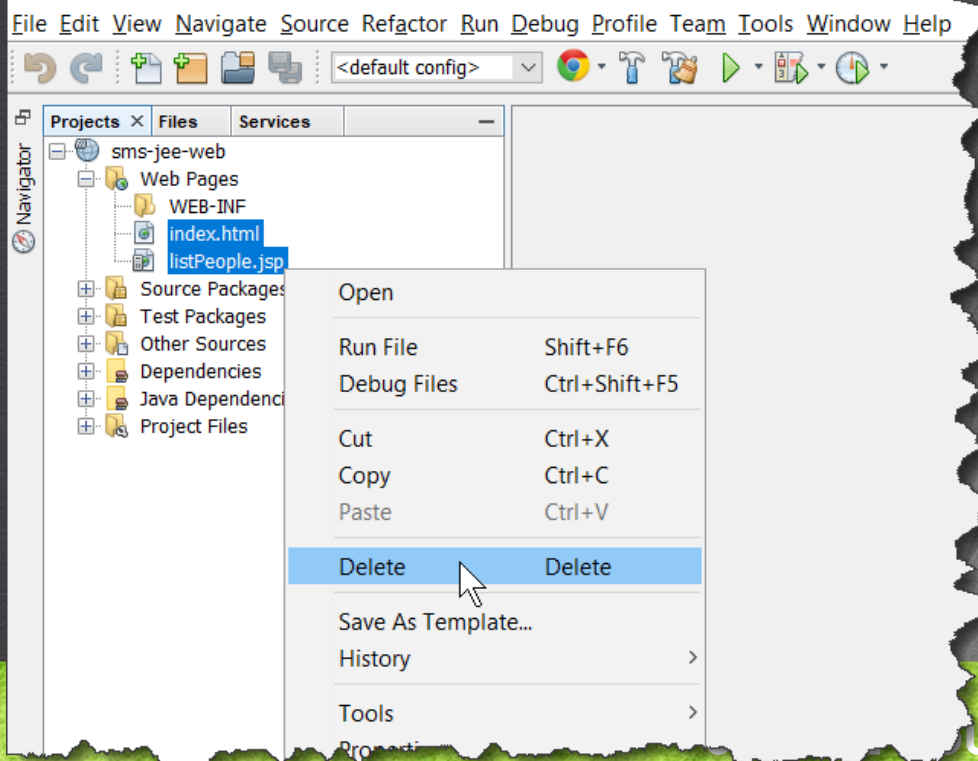 File Edit View Navigate Source Refactor Run Debug Profile Team Tools Window Help
<default config>
Projects Files Services
Navigator
sms-jee-web
Web Pages
WEB-INF
index.html
listPeople.jsp
Source Packages
Test Packages
Other Sources
Dependencies
Java Dependenci
Project Files
Open
Run File Shift+F6
Debug Files Ctrl+Shift+F5
Cut Ctrl+X
Copy Ctrl+C
Paste Ctrl+V
Delete Delete
Save As Template...
History
Tools